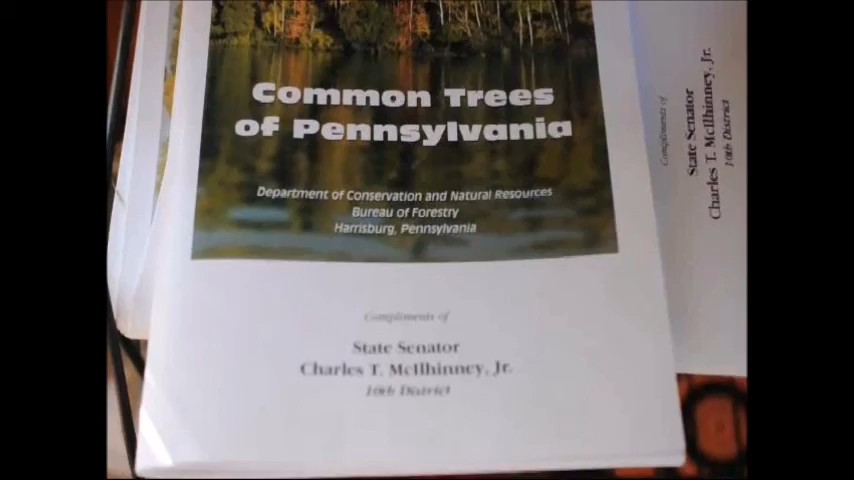 Common Trees
of Pennsylvania
Department of Conservation and Natural Resources
Bureau of Forestry
Harrisburg, Pennsylvania
Compliments of
State Senator
Charles T. McIlhinney, Jr.
10th District
Compliments of
State Senator
Charles T. McIlhinney, Jr.
10th District